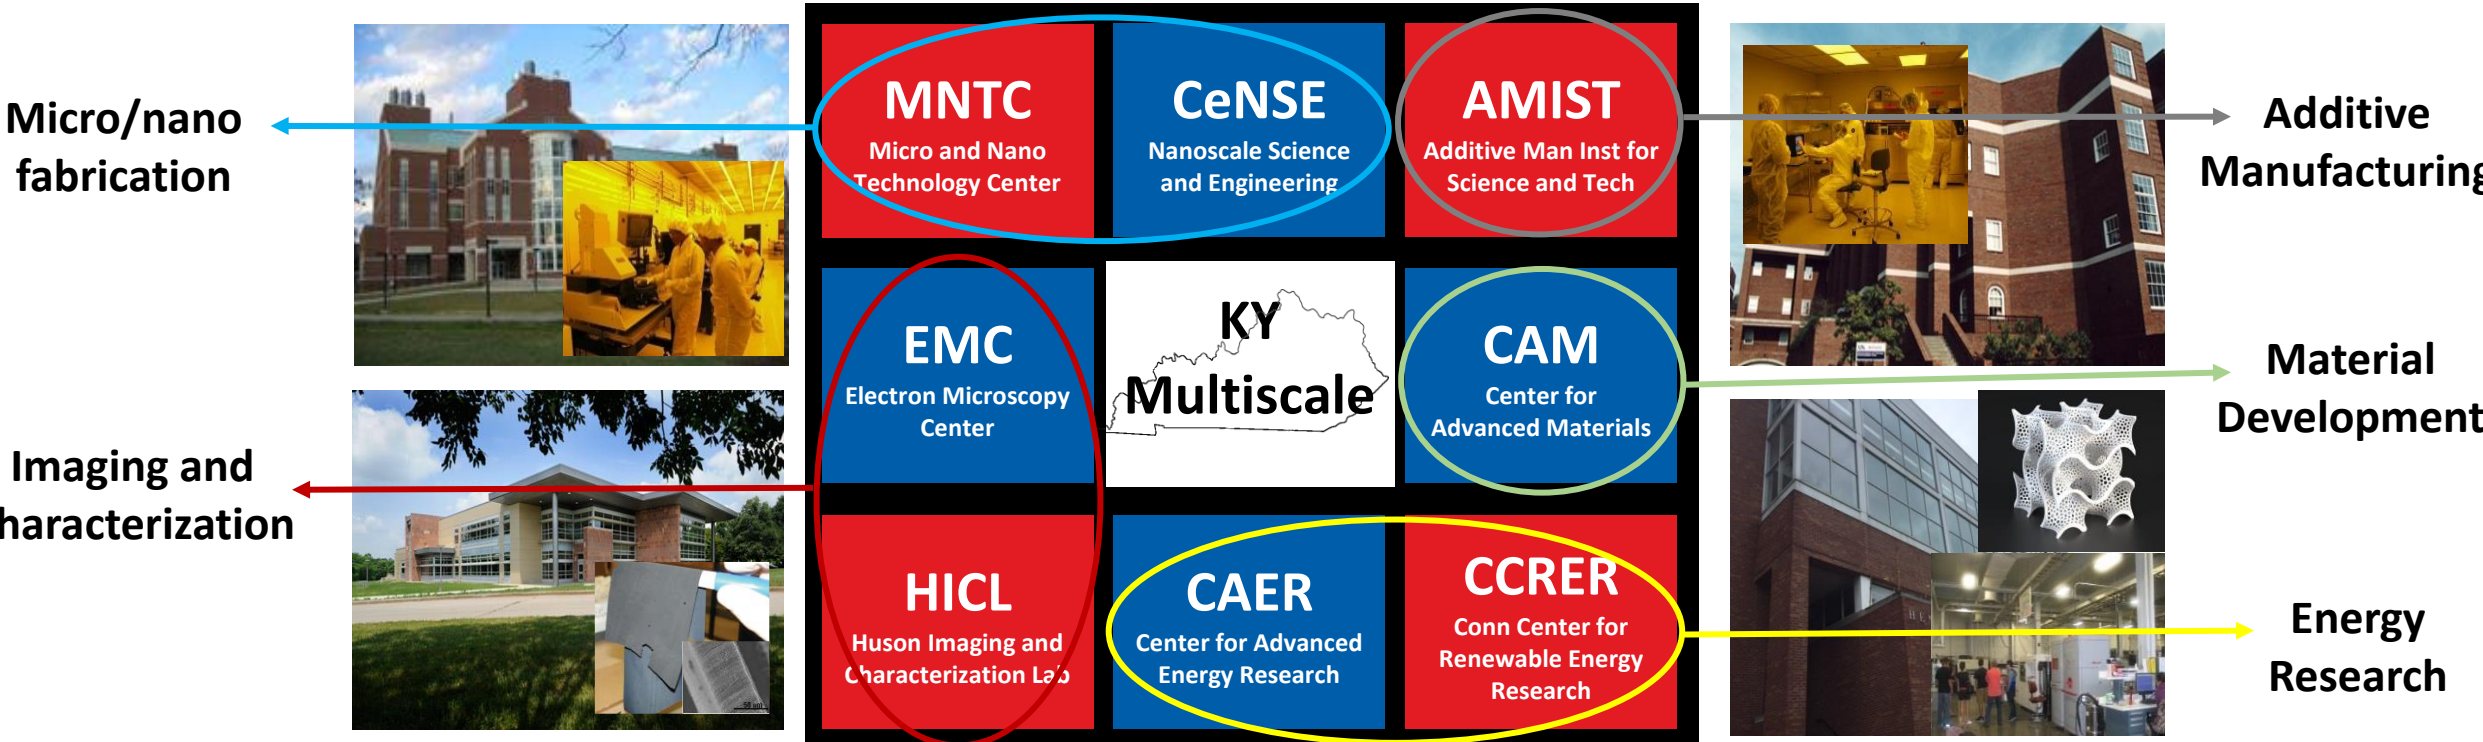 Micro/nano
fabrication
Imaging and
haracterization
MNTC
Micro and Nano
Technology Center
CeNSE
Nanoscale Science
and Engineering
AMIST
Additive Man Inst for
Science and Tech
EMC
Electron Microscopy
Center
KY
Multiscale
CAM
Center for
Advanced Materials
HICL
Huson Imaging and
Characterization Lab
CAER
Center for Advanced
Energy Research
CCRER
Conn Center for
Renewable Energy
Research
Additive
Manufacturing
Material
Development
Energy
Research
50 µm